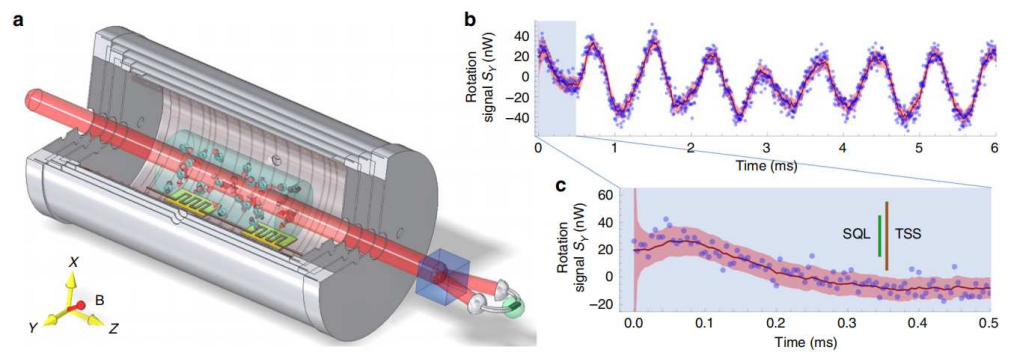 a
X
B
Y
Z
b
Rotation
signal S_Y (nW)
40
20
0
−20
−40
0
1
2
3
4
5
6
Time (ms)
c
Rotation
signal S_Y (nW)
60
40
20
0
−20
SQL
TSS
0.0
0.1
0.2
0.3
0.4
0.5
Time (ms)